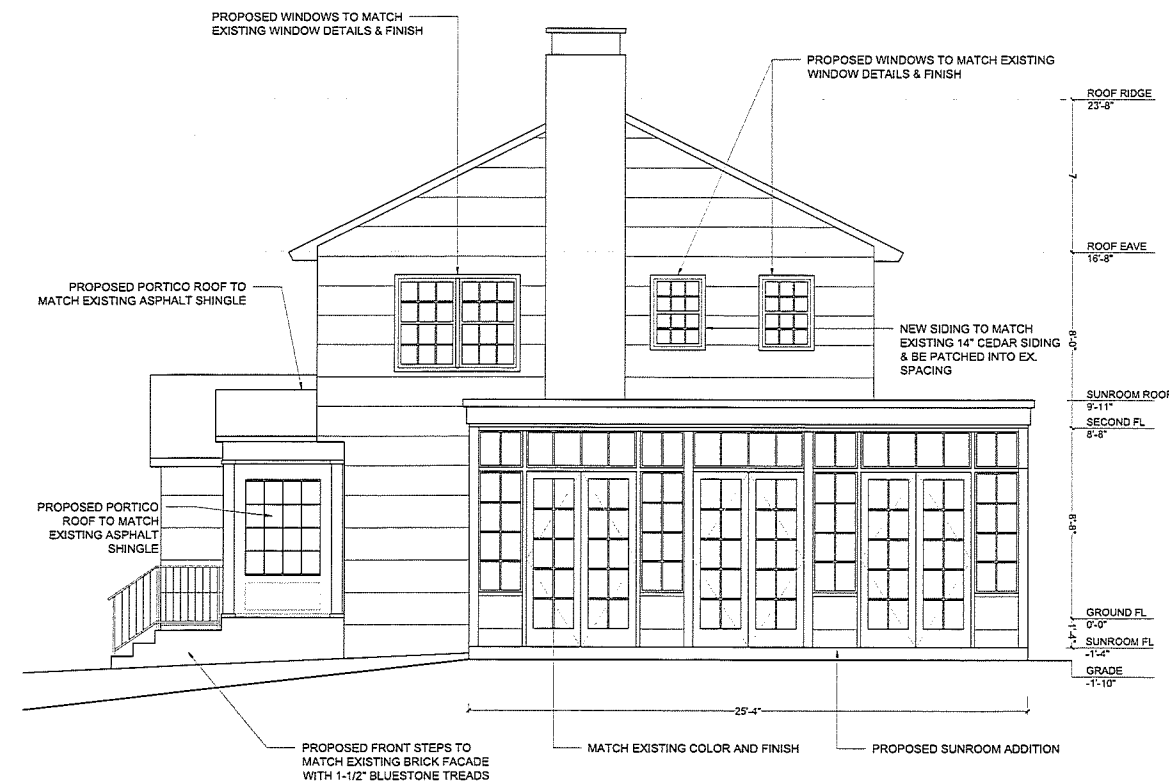 PROPOSED WINDOWS TO MATCH
EXISTING WINDOW DETAILS & FINISH
PROPOSED WINDOWS TO MATCH EXISTING
WINDOW DETAILS & FINISH
ROOF RIDGE
23'-8"
7'
ROOF EAVE
16'-8"
PROPOSED PORTICO ROOF TO
MATCH EXISTING ASPHALT SHINGLE
NEW SIDING TO MATCH
EXISTING 14" CEDAR SIDING
& BE PATCHED INTO EX.
SPACING
8'-0"
SUNROOM ROOF
9'-11"
SECOND FL
8'-8"
PROPOSED PORTICO
ROOF TO MATCH
EXISTING ASPHALT
SHINGLE
8'-8"
GROUND FL
0'-0"
1'-4"
SUNROOM FL
-1'-4"
GRADE
-1'-10"
25'-4"
PROPOSED FRONT STEPS TO
MATCH EXISTING BRICK FACADE
WITH 1-1/2" BLUESTONE TREADS
MATCH EXISTING COLOR AND FINISH
PROPOSED SUNROOM ADDITION